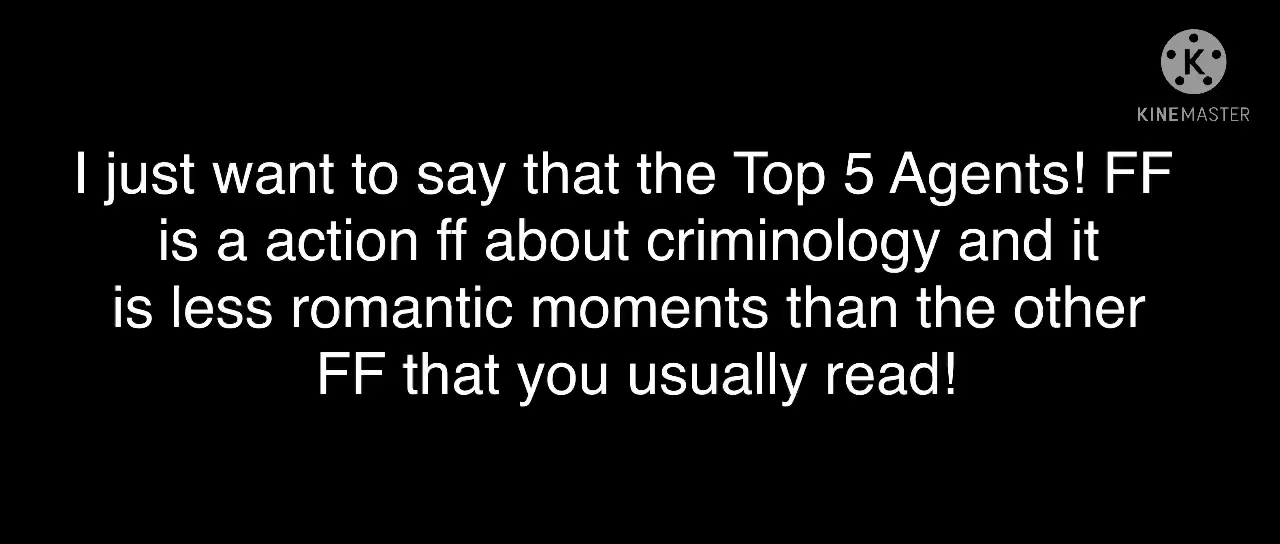 KINEMASTER
I just want to say that the Top 5 Agents! FF
is a action ff about criminology and it
is less romantic moments than the other
FF that you usually read!